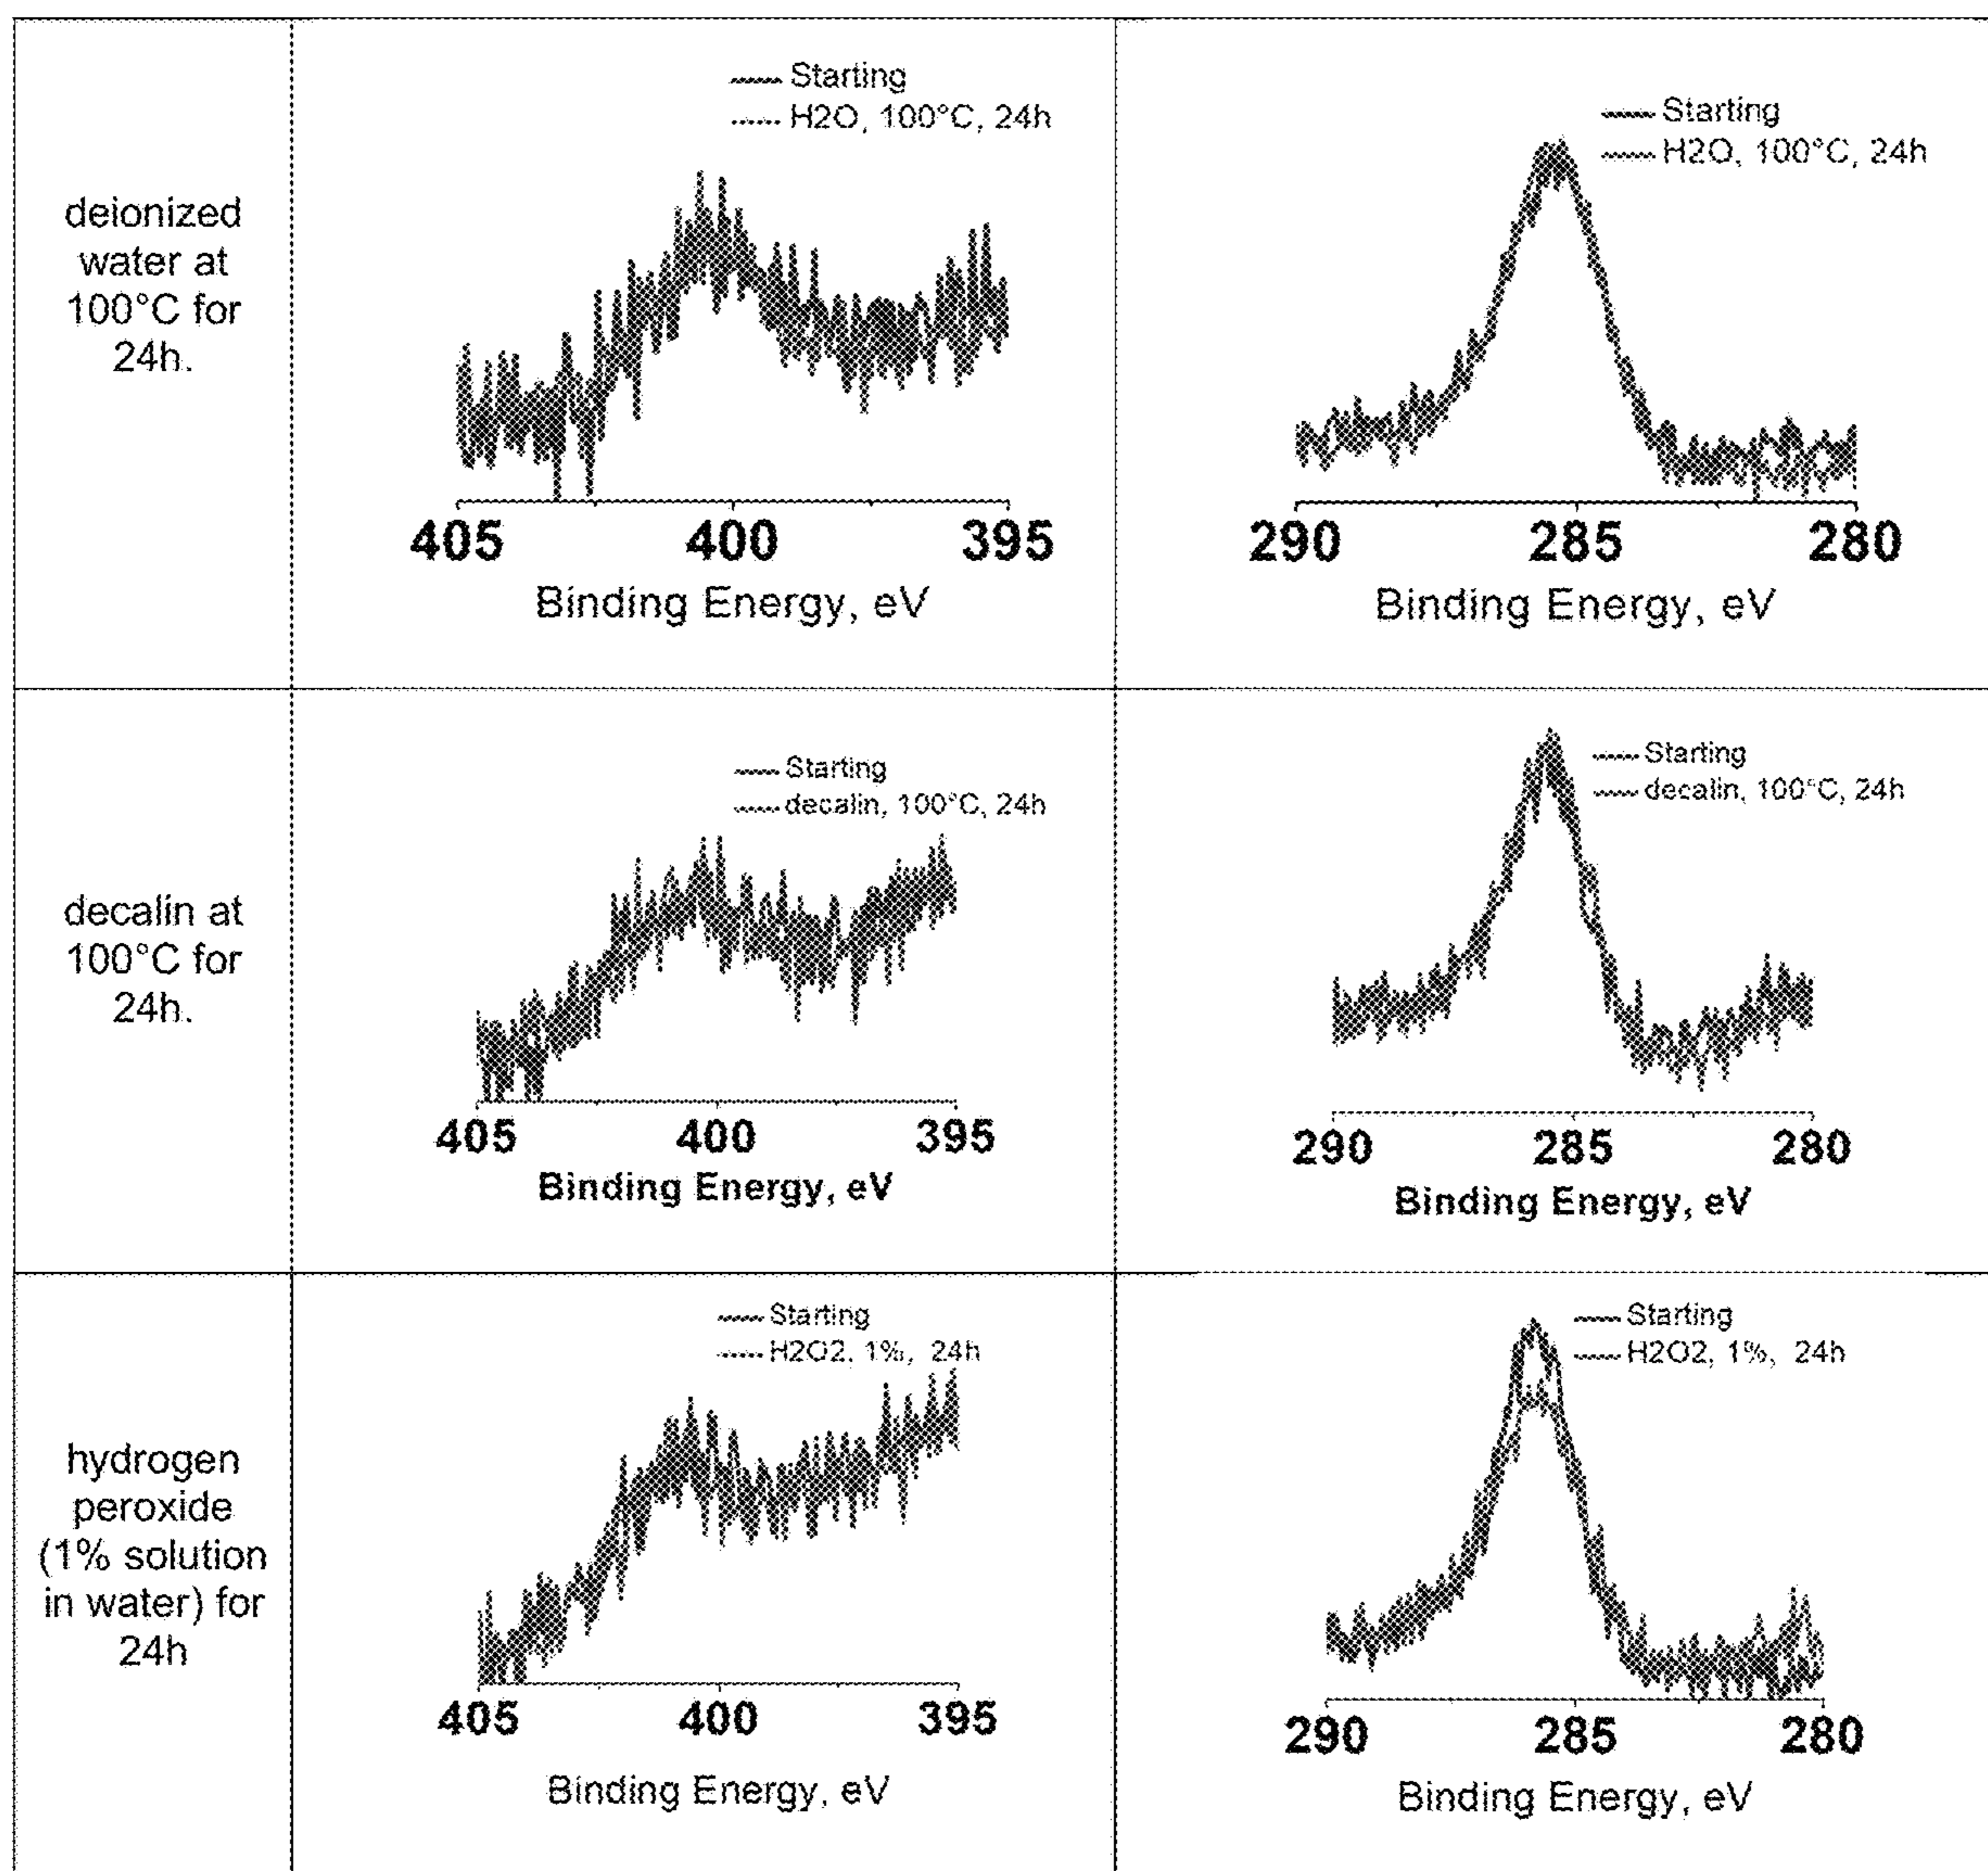 deionized
water at
100°C for
24h.
Starting
H2O, 100°C, 24h
405 400 395
Binding Energy, eV
Starting
H2O, 100°C, 24h
290 285 280
Binding Energy, eV
decalin at
100°C for
24h.
Starting
decalin, 100°C, 24h
405 400 395
Binding Energy, eV
Starting
decalin, 100°C, 24h
290 285 280
Binding Energy, eV
hydrogen
peroxide
(1% solution
in water) for
24h
Starting
H2O2, 1%, 24h
405 400 395
Binding Energy, eV
Starting
H2O2, 1%, 24h
290 285 280
Binding Energy, eV